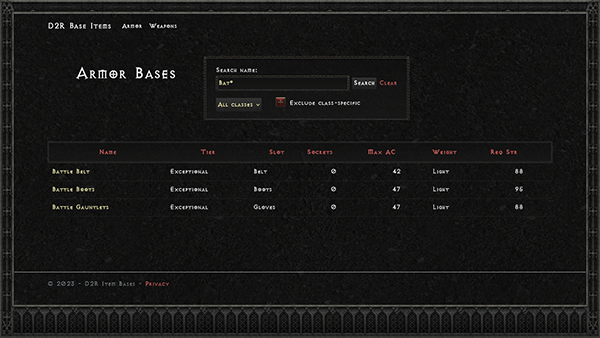 D2R Base Items Armor Weapons
Armor Bases
Search name:
Bat*
Search Clear
All classes
Exclude class-specific
Name Tier Slot Sockets Max AC Weight Req Str
Battle Belt Exceptional Belt 0 42 Light 88
Battle Boots Exceptional Boots 0 47 Light 95
Battle Gauntlets Exceptional Gloves 0 47 Light 88
© 2023 - D2R Item Bases - Privacy